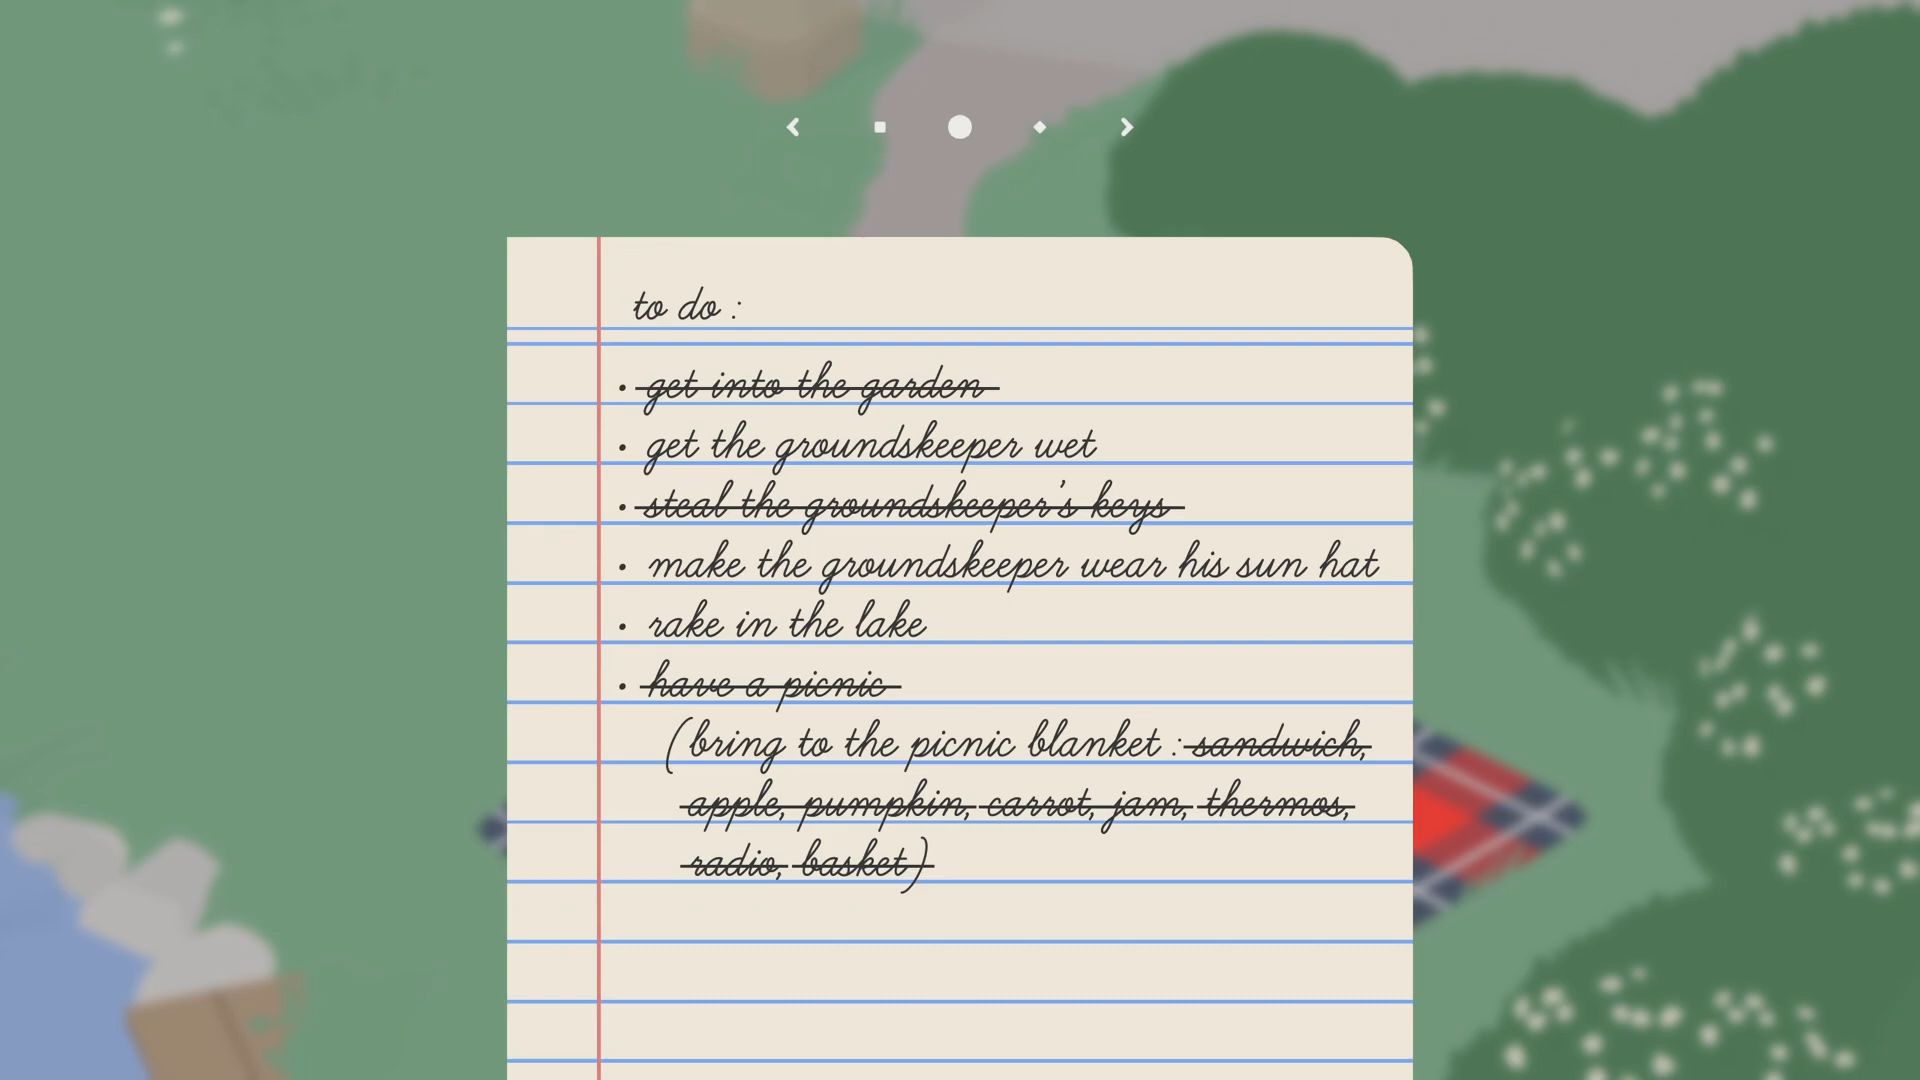 to do :
• get into the garden
• get the groundskeeper wet
• steal the groundskeeper's keys
• make the groundskeeper wear his sun hat
• rake in the lake
• have a picnic
(bring to the picnic blanket : sandwich,
apple, pumpkin, carrot, jam, thermos,
radio, basket)